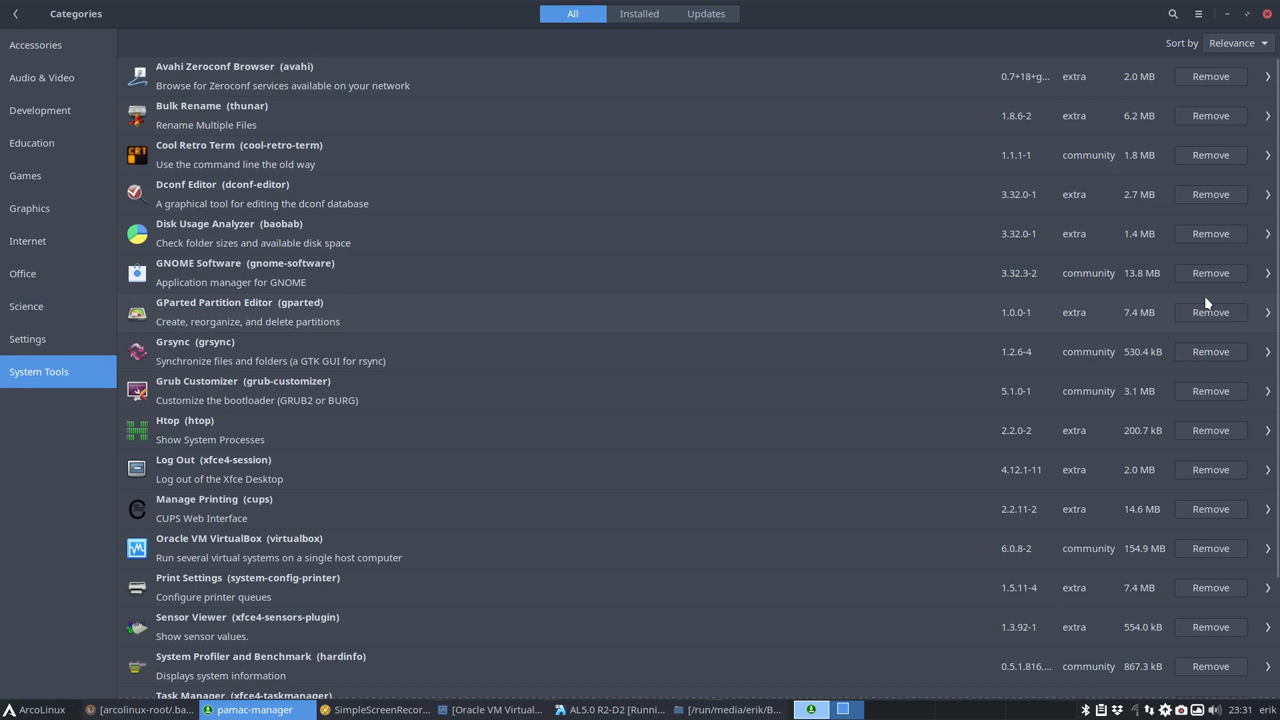 Categories
All
Installed
Updates
Accessories
Audio & Video
Development
Education
Games
Graphics
Internet
Office
Science
Settings
System Tools
Sort by Relevance
Avahi Zeroconf Browser (avahi)
Browse for Zeroconf services available on your network
0.7+18+g... extra 2.0 MB Remove
Bulk Rename (thunar)
Rename Multiple Files
1.8.6-2 extra 6.2 MB Remove
CRT
Cool Retro Term (cool-retro-term)
Use the command line the old way
1.1.1-1 community 1.8 MB Remove
Dconf Editor (dconf-editor)
A graphical tool for editing the dconf database
3.32.0-1 extra 2.7 MB Remove
Disk Usage Analyzer (baobab)
Check folder sizes and available disk space
3.32.0-1 extra 1.4 MB Remove
GNOME Software (gnome-software)
Application manager for GNOME
3.32.3-2 community 13.8 MB Remove
GParted Partition Editor (gparted)
Create, reorganize, and delete partitions
1.0.0-1 extra 7.4 MB Remove
Grsync (grsync)
Synchronize files and folders (a GTK GUI for rsync)
1.2.6-4 community 530.4 kB Remove
Grub Customizer (grub-customizer)
Customize the bootloader (GRUB2 or BURG)
5.1.0-1 community 3.1 MB Remove
Htop (htop)
Show System Processes
2.2.0-2 extra 200.7 kB Remove
Log Out (xfce4-session)
Log out of the Xfce Desktop
4.12.1-11 extra 2.0 MB Remove
Manage Printing (cups)
CUPS Web Interface
2.2.11-2 extra 14.6 MB Remove
Oracle VM VirtualBox (virtualbox)
Run several virtual systems on a single host computer
6.0.8-2 community 154.9 MB Remove
Print Settings (system-config-printer)
Configure printer queues
1.5.11-4 extra 7.4 MB Remove
Sensor Viewer (xfce4-sensors-plugin)
Show sensor values.
1.3.92-1 extra 554.0 kB Remove
System Profiler and Benchmark (hardinfo)
Displays system information
0.5.1.816.... community 867.3 kB Remove
Task Manager (xfce4-taskmanager)
ArcoLinux [arcolinux-root/.ba... pamac-manager SimpleScreenRecor... [Oracle VM Virtual... AL5.0 R2-D2 [Runni... [/run/media/erik/B... 23:31 erik